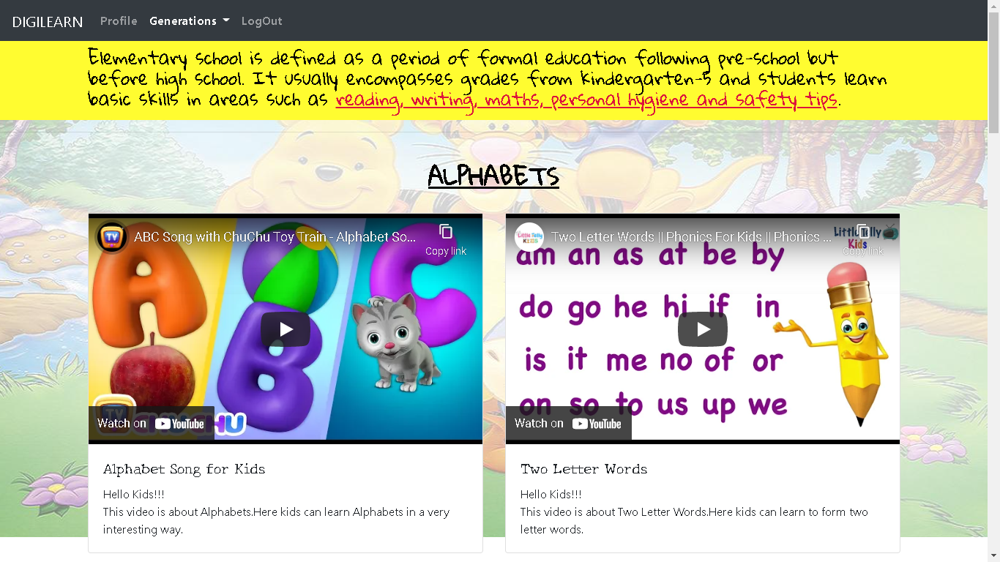 DIGILEARN Profile Generations LogOut
Elementary school is defined as a period of formal education following pre-school but
before high school. It usually encompasses grades from kindergarten-5 and students learn
basic skills in areas such as reading, writing, maths, personal hygiene and safety tips.
ALPHABETS
TV
ABC Song with ChuChu Toy Train - Alphabet So...
Copy link
A B C
TV
CHUCHU
Watch on YouTube
Alphabet Song for Kids
Hello Kids!!!
This video is about Alphabets.Here kids can learn Alphabets in a very
interesting way.
Little Telly
KIDS
Two Letter Words || Phonics For Kids || Phonics ...
Copy link
Little Telly
Kids
am an as at be by
do go he hi if in
is it me no of or
on so to us up we
Watch on YouTube
Two Letter Words
Hello Kids!!!
This video is about Two Letter Words.Here kids can learn to form two
letter words.